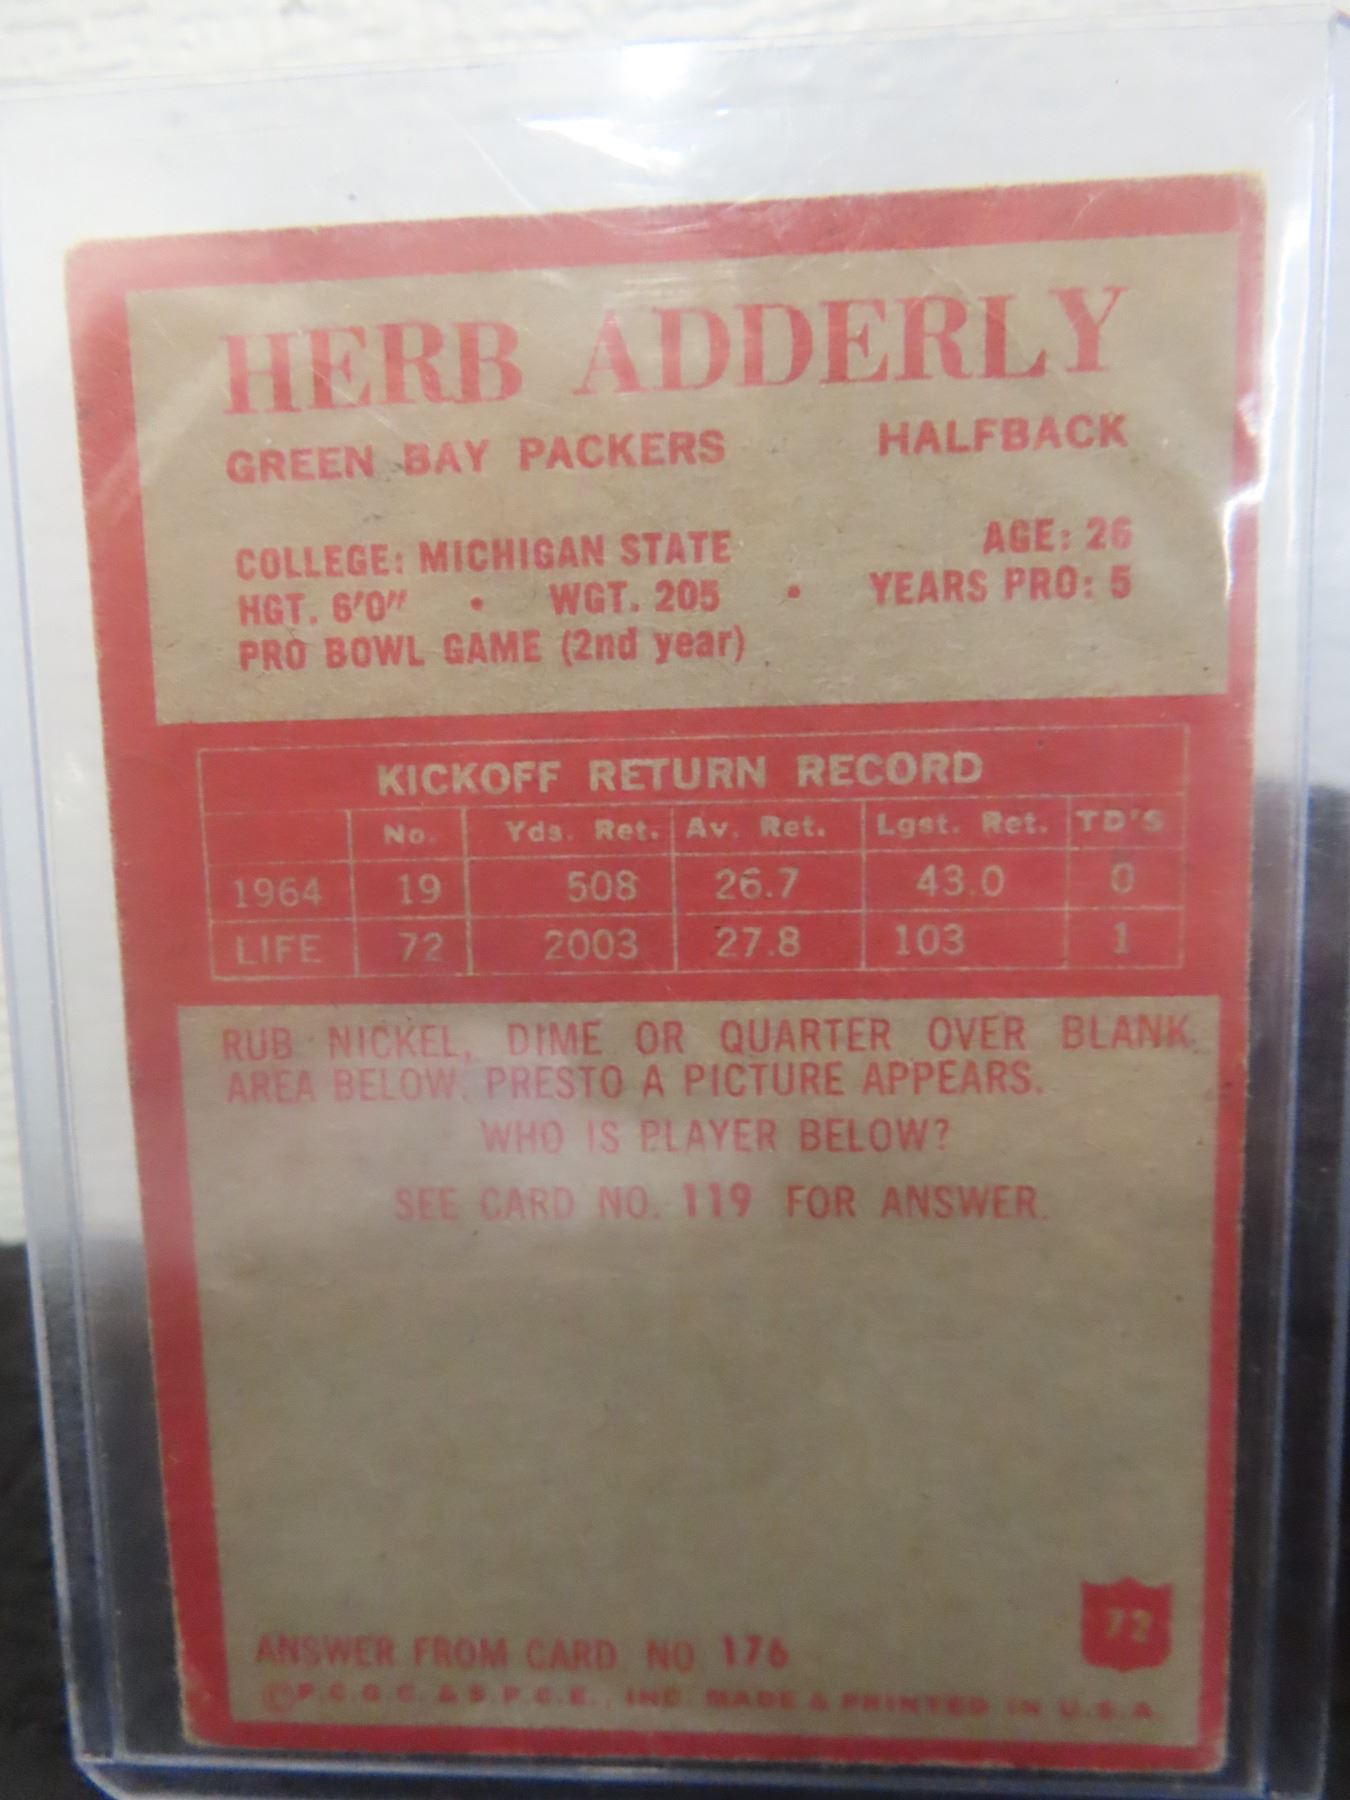 HERB ADDERLY
GREEN BAY PACKERS HALFBACK
COLLEGE: MICHIGAN STATE AGE: 26
HGT. 6'0" • WGT. 205 • YEARS PRO: 5
PRO BOWL GAME (2nd year)
KICKOFF RETURN RECORD
No. Yds. Ret. Av. Ret. Lgst. Ret. TD'S
1964 19 508 26.7 43.0 0
LIFE 72 2003 27.8 103 1
RUB NICKEL, DIME OR QUARTER OVER BLANK
AREA BELOW. PRESTO A PICTURE APPEARS.
WHO IS PLAYER BELOW?
SEE CARD NO. 119 FOR ANSWER.
72
ANSWER FROM CARD NO 176
©P.C.G.C. & S.P.C.E., INC. MADE & PRINTED IN U.S.A.